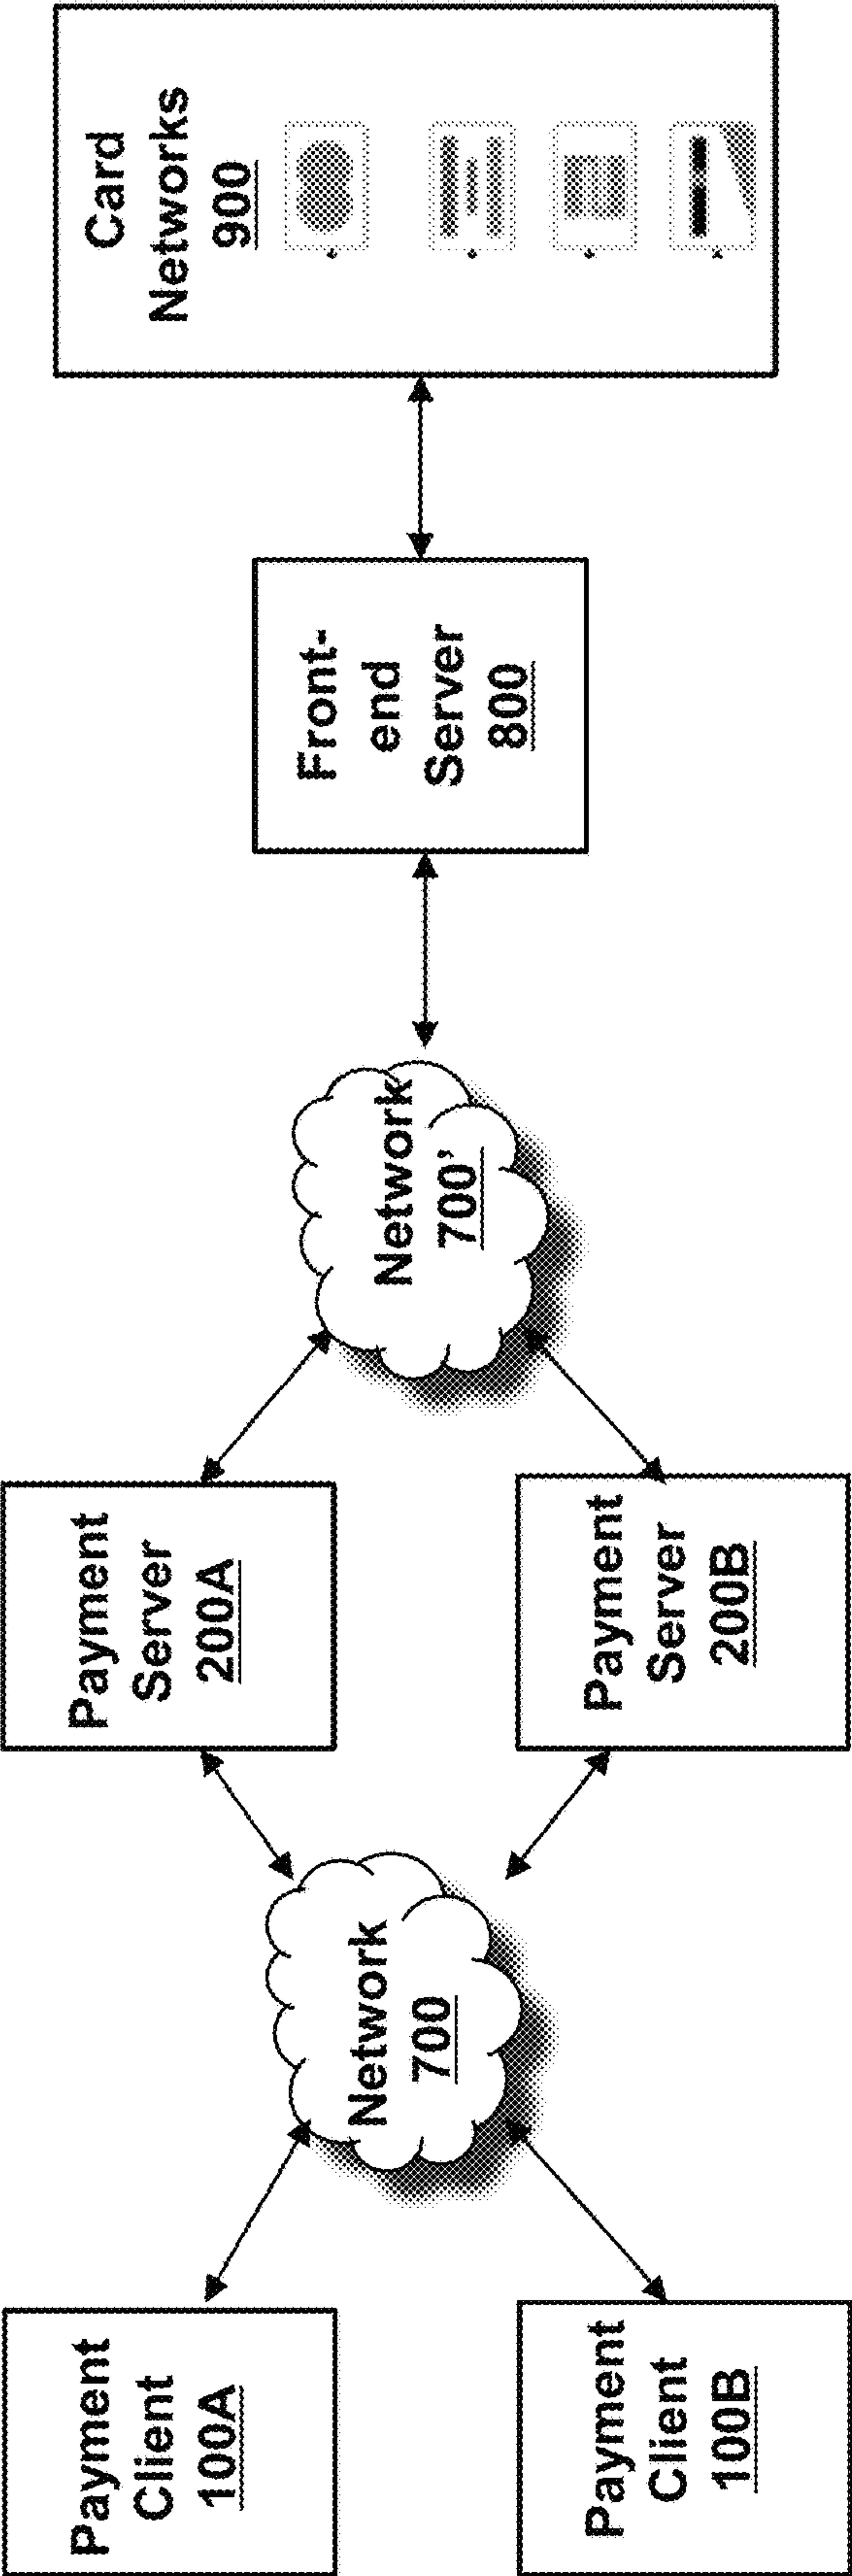 Payment
Client
100A
Payment
Client
100B
Network
700
Payment
Server
200A
Payment
Server
200B
Network
700’
Front-
end
Server
800
Card
Networks
900